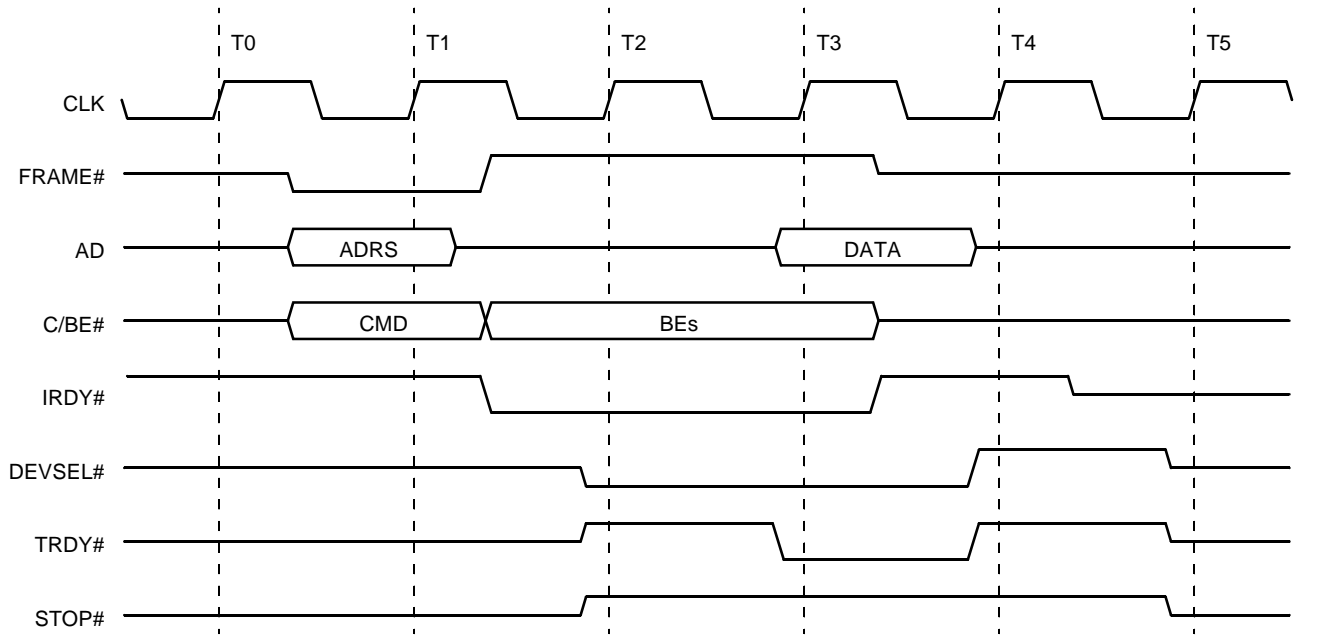 T0 T1 T2 T3 T4 T5
CLK
FRAME#
AD ADRS DATA
C/BE# CMD BEs
IRDY#
DEVSEL#
TRDY#
STOP#